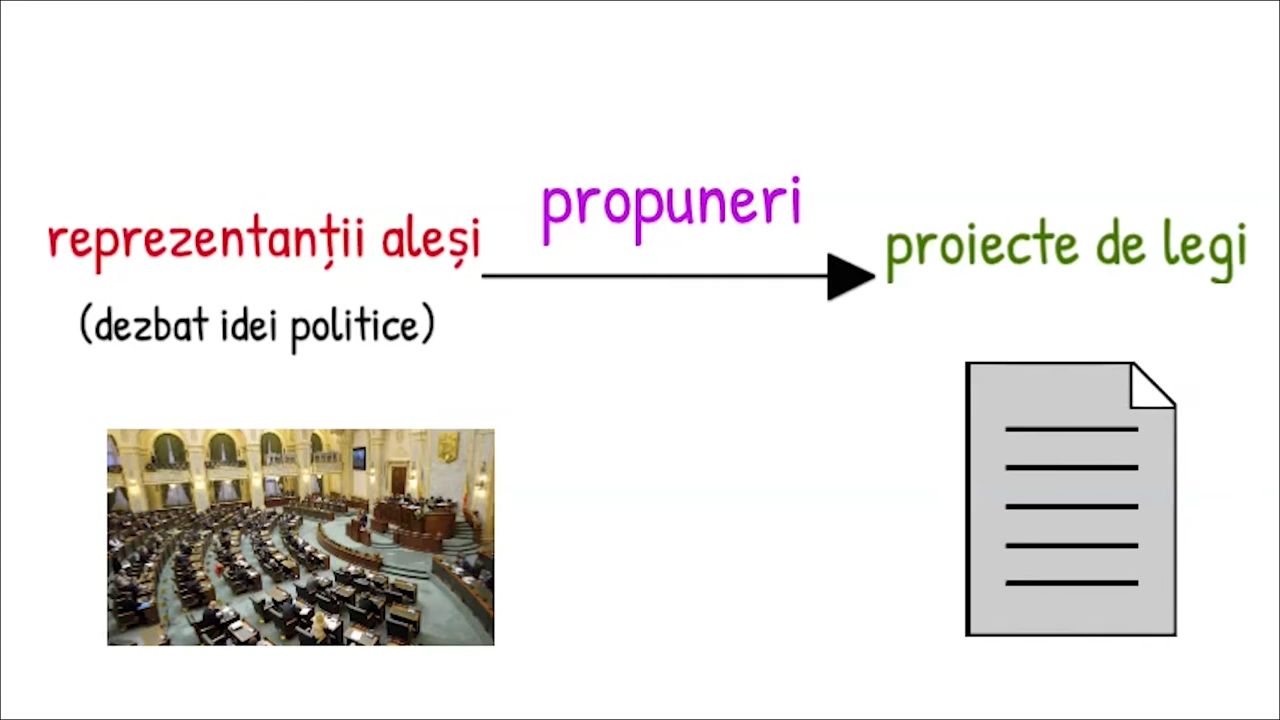 propuneri
reprezentanții aleși
proiecte de legi
(dezbat idei politice)